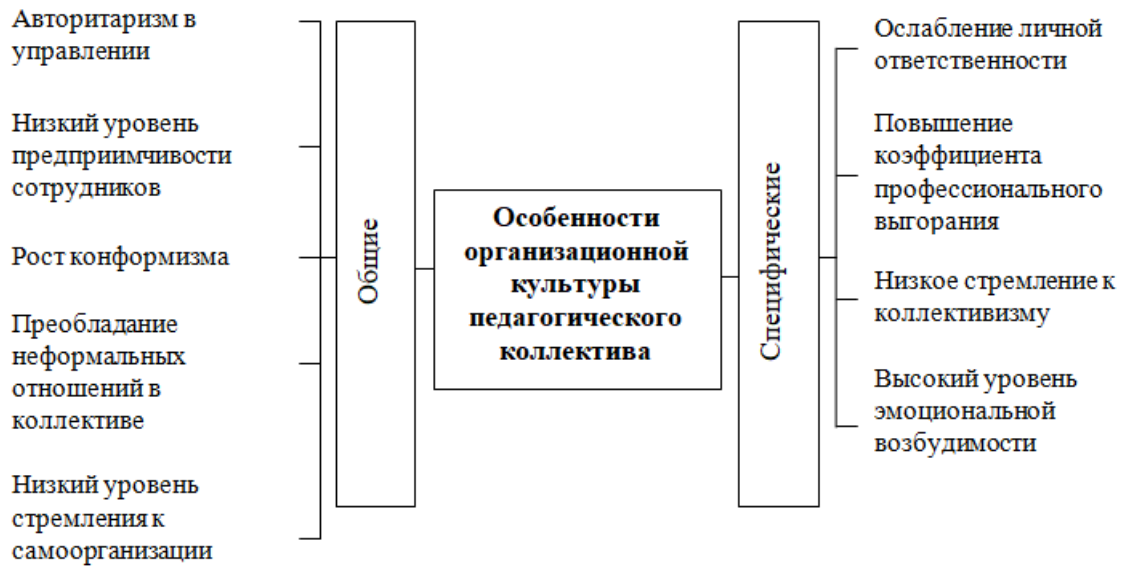 Авторитаризм в
управлении
Низкий уровень
предприимчивости
сотрудников
Рост конформизма
Преобладание
неформальных
отношений в
коллективе
Низкий уровень
стремления к
самоорганизации
Общие
Особенности
организационной
культуры
педагогического
коллектива
Специфические
Ослабление личной
ответственности
Повышение
коэффициента
профессионального
выгорания
Низкое стремление к
коллективизму
Высокий уровень
эмоциональной
возбудимости